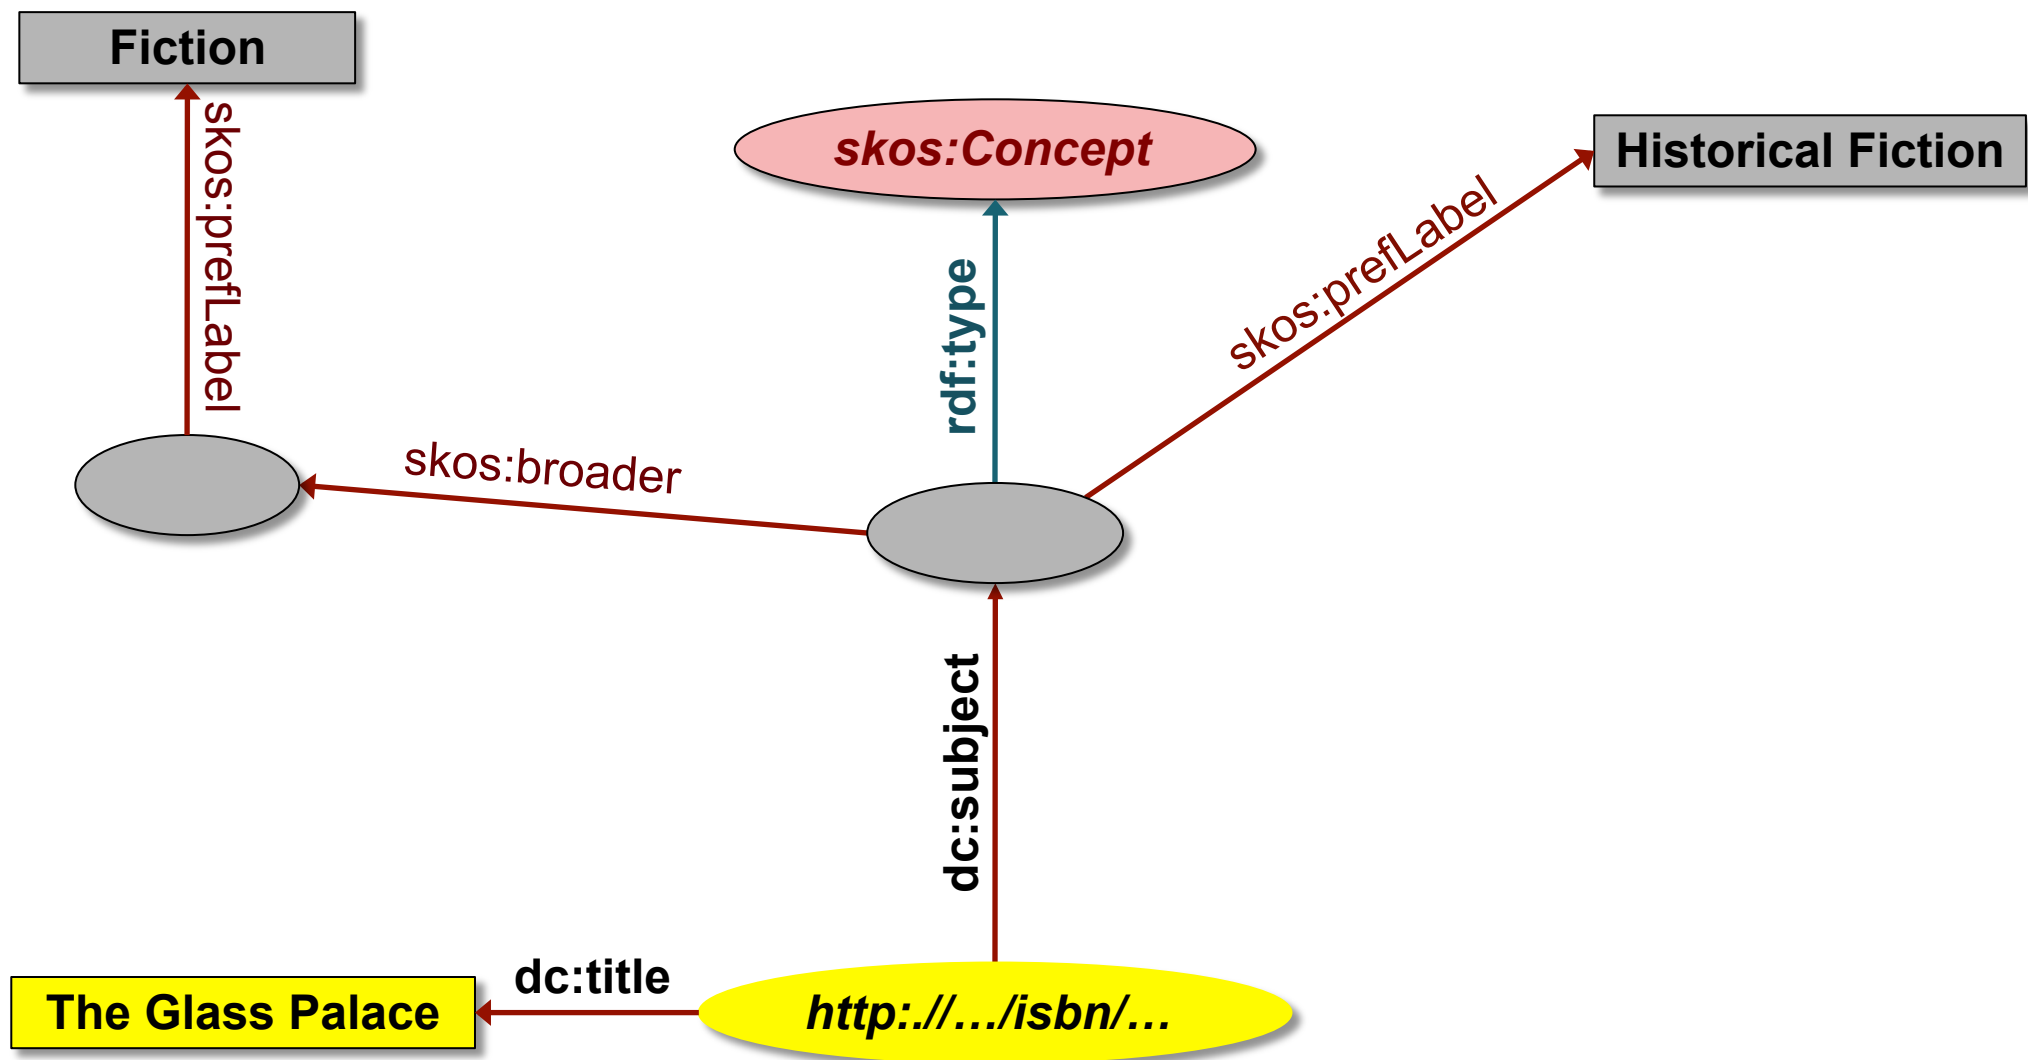 Fiction
skos:Concept
Historical Fiction
skos:prefLabel
skos:prefLabel
rdf:type
skos:broader
dc:subject
dc:title
The Glass Palace
http:.//…/isbn/…